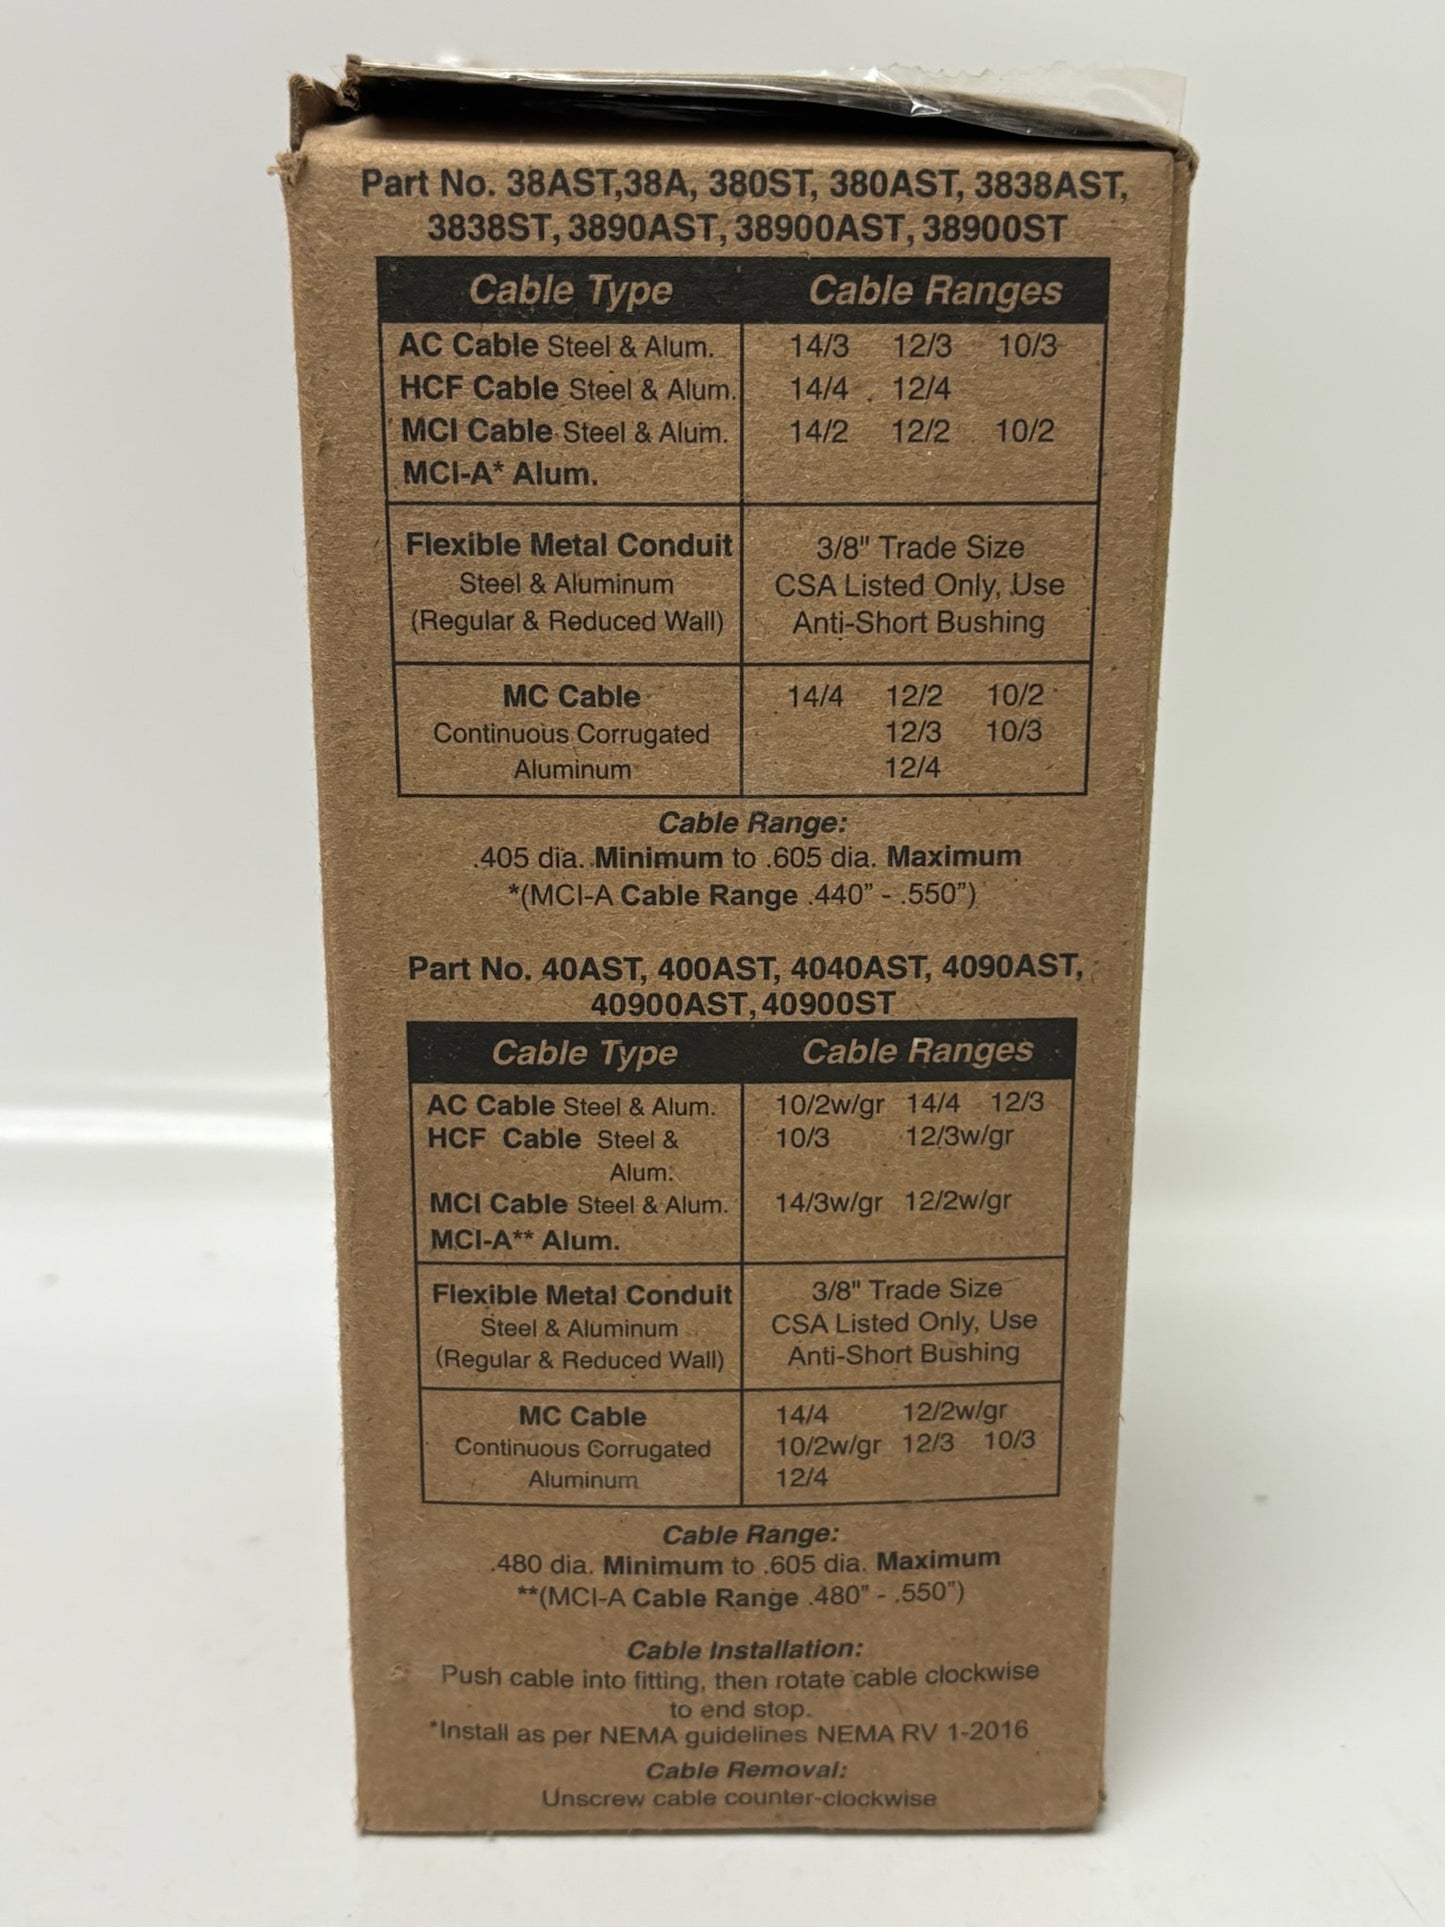 Part No. 38AST,38A, 380ST, 380AST, 3838AST,
3838ST, 3890AST, 38900AST, 38900ST
Cable Type Cable Ranges
AC Cable Steel & Alum. 14/3 12/3 10/3
HCF Cable Steel & Alum. 14/4 12/4
MCI Cable Steel & Alum. 14/2 12/2 10/2
MCI-A* Alum.
Flexible Metal Conduit 3/8" Trade Size
Steel & Aluminum CSA Listed Only, Use
(Regular & Reduced Wall) Anti-Short Bushing
MC Cable 14/4 12/2 10/2
Continuous Corrugated 12/3 10/3
Aluminum 12/4
Cable Range:
.405 dia. Minimum to .605 dia. Maximum
*(MCI-A Cable Range .440” - .550”)
Part No. 40AST, 400AST, 4040AST, 4090AST,
40900AST, 40900ST
Cable Type Cable Ranges
AC Cable Steel & Alum. 10/2w/gr 14/4 12/3
HCF Cable Steel & 10/3 12/3w/gr
Alum.
MCI Cable Steel & Alum. 14/3w/gr 12/2w/gr
MCI-A** Alum.
Flexible Metal Conduit 3/8" Trade Size
Steel & Aluminum CSA Listed Only, Use
(Regular & Reduced Wall) Anti-Short Bushing
MC Cable 14/4 12/2w/gr
Continuous Corrugated 10/2w/gr 12/3 10/3
Aluminum 12/4
Cable Range:
.480 dia. Minimum to .605 dia. Maximum
**(MCI-A Cable Range .480” - .550”)
Cable Installation:
Push cable into fitting, then rotate cable clockwise
to end stop.
*Install as per NEMA guidelines NEMA RV 1-2016
Cable Removal:
Unscrew cable counter-clockwise